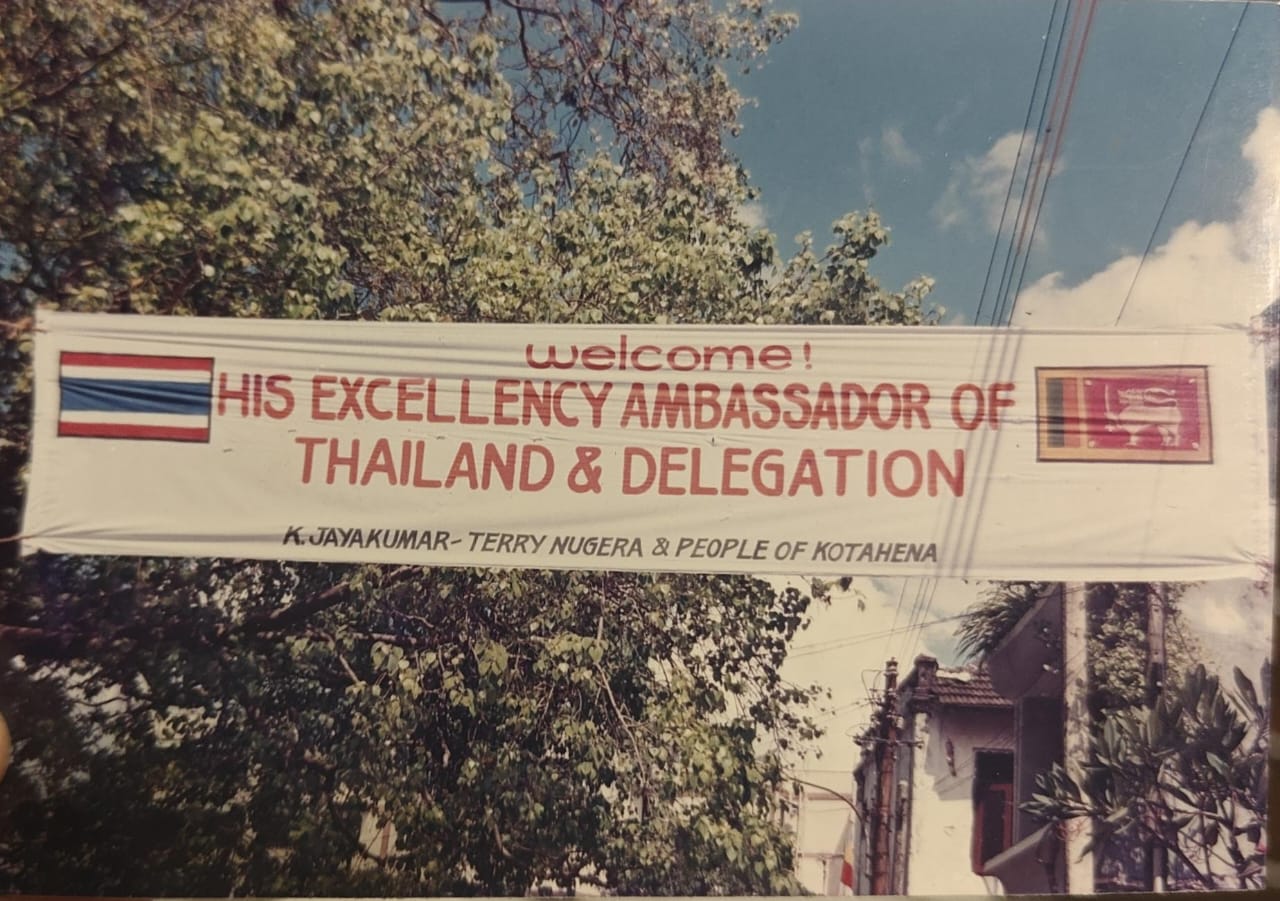 welcome!
HIS EXCELLENCY AMBASSADOR OF
THAILAND & DELEGATION
K. JAYAKUMAR- TERRY NUGERA & PEOPLE OF KOTAHENA